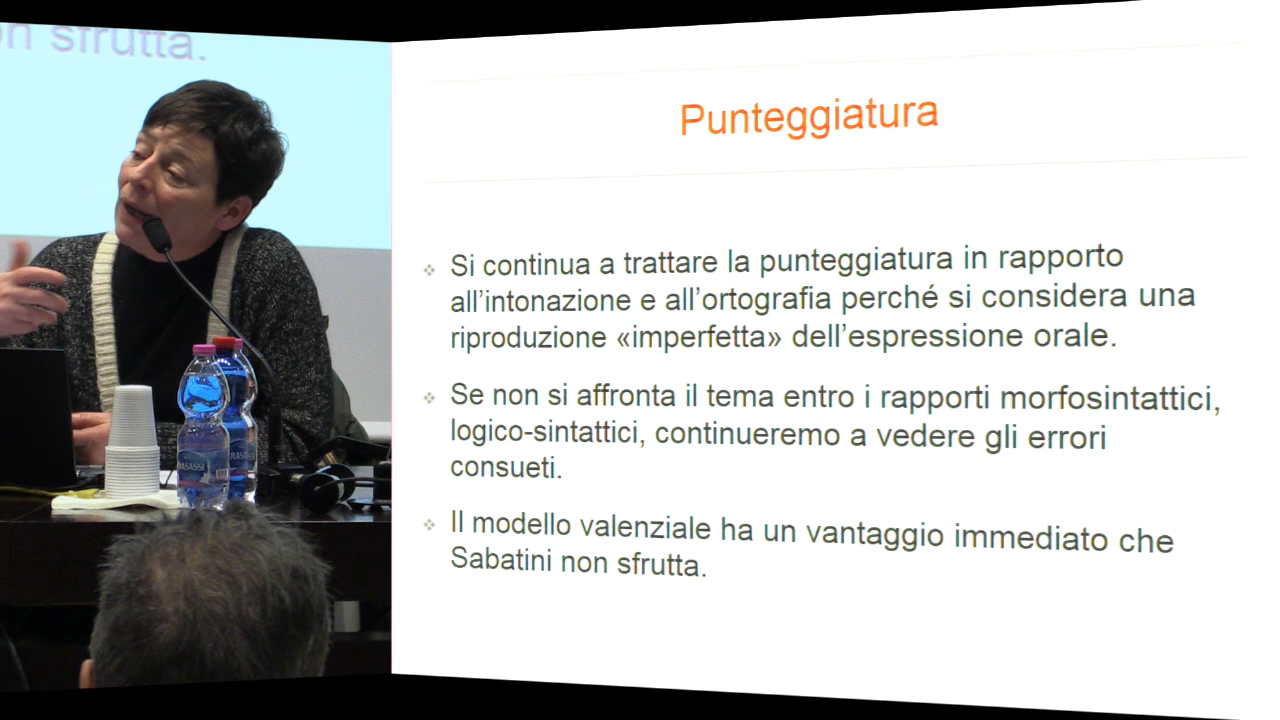 on sfrutta.
Punteggiatura
Si continua a trattare la punteggiatura in rapporto
all’intonazione e all’ortografia perché si considera una
riproduzione «imperfetta» dell’espressione orale.
Se non si affronta il tema entro i rapporti morfosintattici,
logico-sintattici, continueremo a vedere gli errori
consueti.
Il modello valenziale ha un vantaggio immediato che
Sabatini non sfrutta.